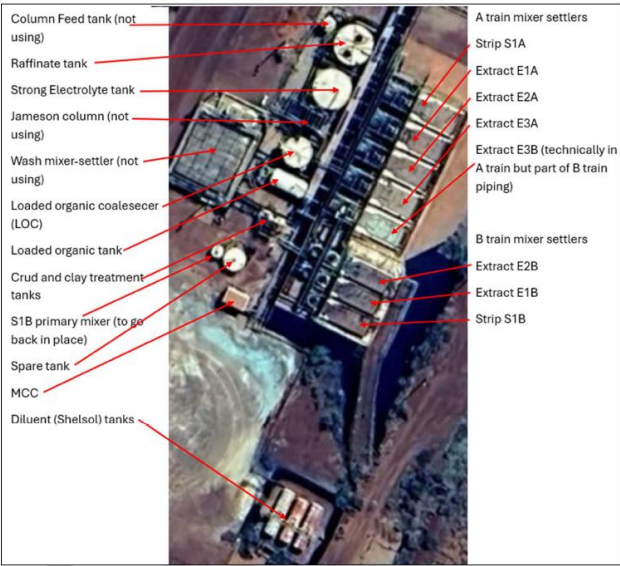 Column Feed tank (not
using)
Raffinate tank
Strong Electrolyte tank
Jameson column (not
using)
Wash mixer-settler (not
using)
Loaded organic coalesecer
(LOC)
Loaded organic tank
Crud and clay treatment
tanks
S1B primary mixer (to go
back in place)
Spare tank
MCC
Diluent (Shelsol) tanks
A train mixer settlers
Strip S1A
Extract E1A
Extract E2A
Extract E3A
Extract E3B (technically in
A train but part of B train
piping)
B train mixer settlers
Extract E2B
Extract E1B
Strip S1B